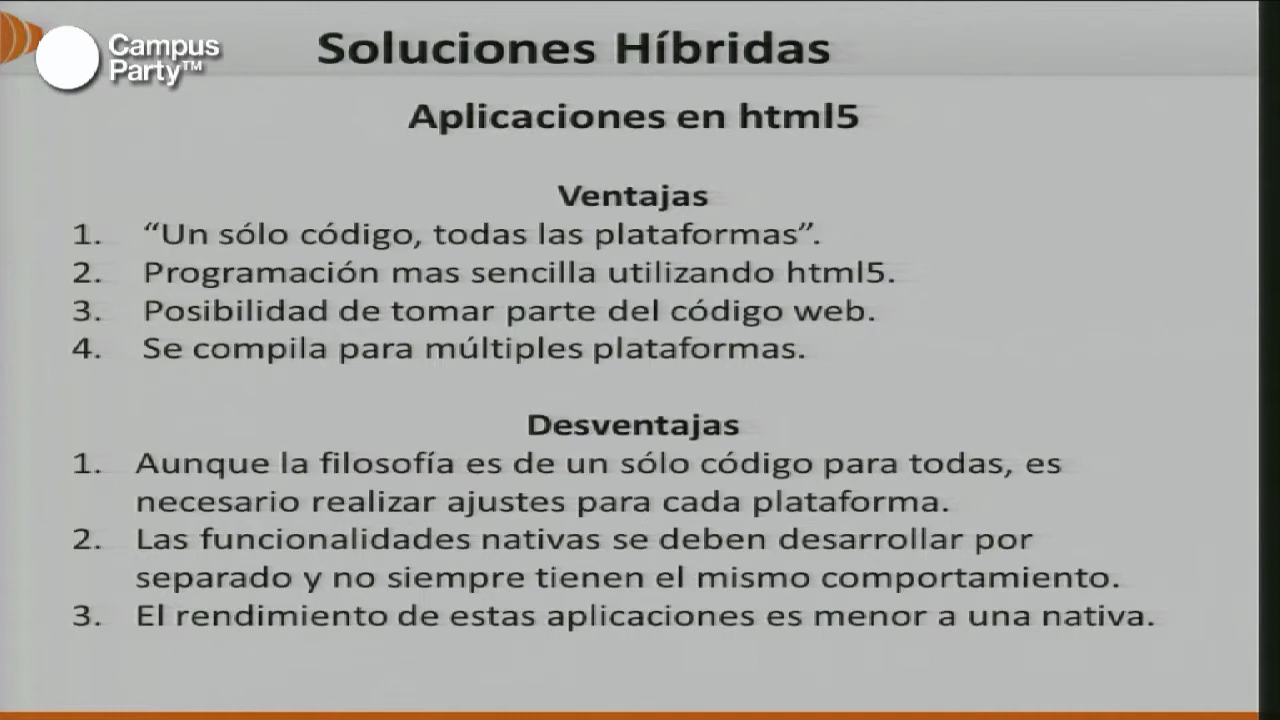 Campus
Party™
Soluciones Híbridas
Aplicaciones en html5
Ventajas
1. “Un sólo código, todas las plataformas”.
2. Programación mas sencilla utilizando html5.
3. Posibilidad de tomar parte del código web.
4. Se compila para múltiples plataformas.
Desventajas
1. Aunque la filosofía es de un sólo código para todas, es
necesario realizar ajustes para cada plataforma.
2. Las funcionalidades nativas se deben desarrollar por
separado y no siempre tienen el mismo comportamiento.
3. El rendimiento de estas aplicaciones es menor a una nativa.